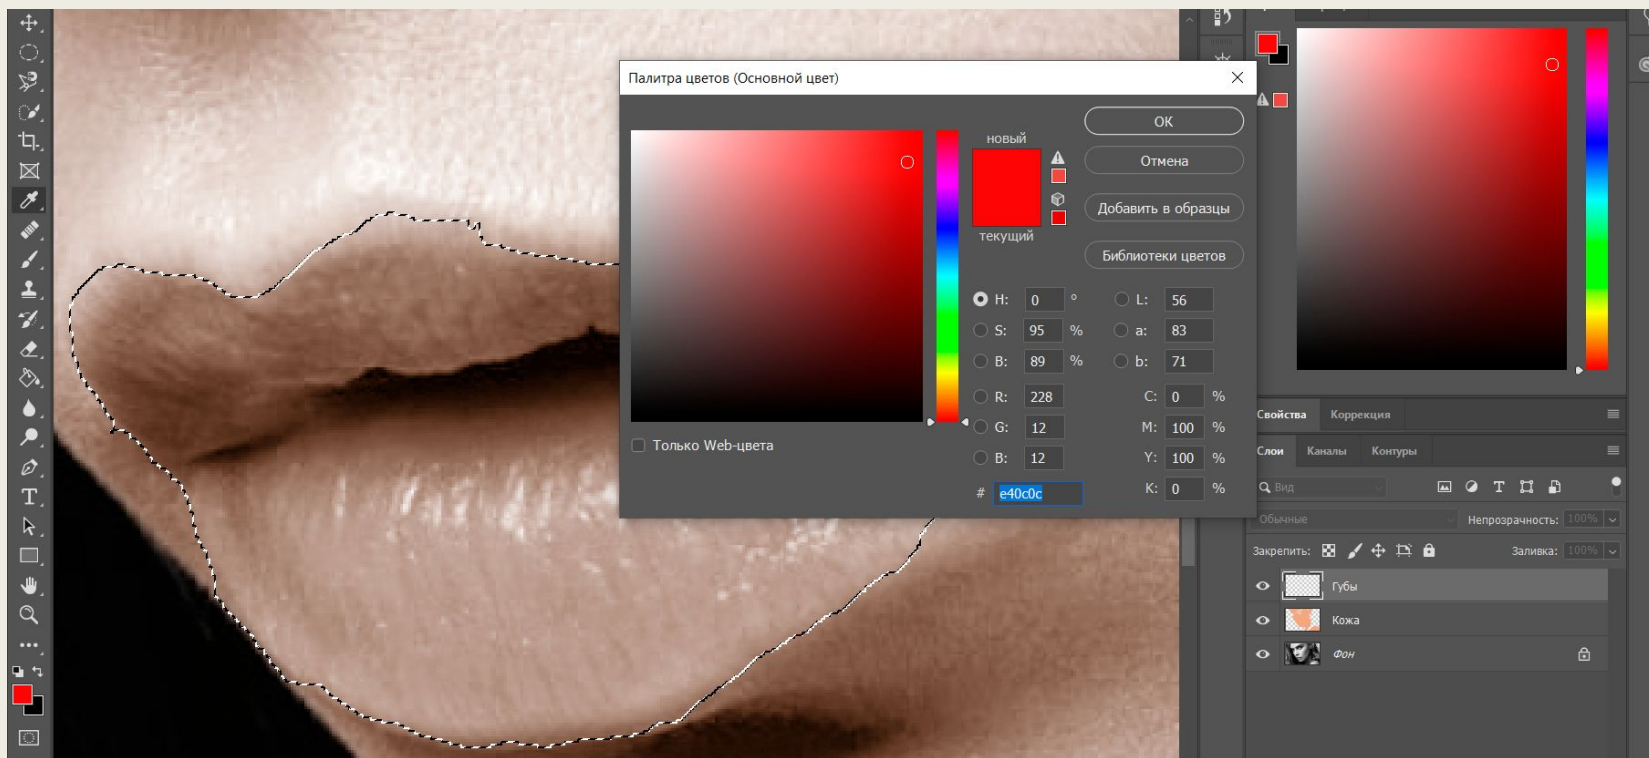 Палитра цветов (Основной цвет)
новый
текущий
OK
Отмена
Добавить в образцы
Библиотеки цветов
H: 0 ° L: 56
S: 95 % a: 83
B: 89 % b: 71
R: 228 C: 0 %
G: 12 M: 100 %
B: 12 Y: 100 %
# e40c0c K: 0 %
Только Web-цвета
Свойства Коррекция
Слои Каналы Контуры
Вид
Обычные Непрозрачность: 100%
Закрепить: Заливка: 100%
Губы
Кожа
Фон